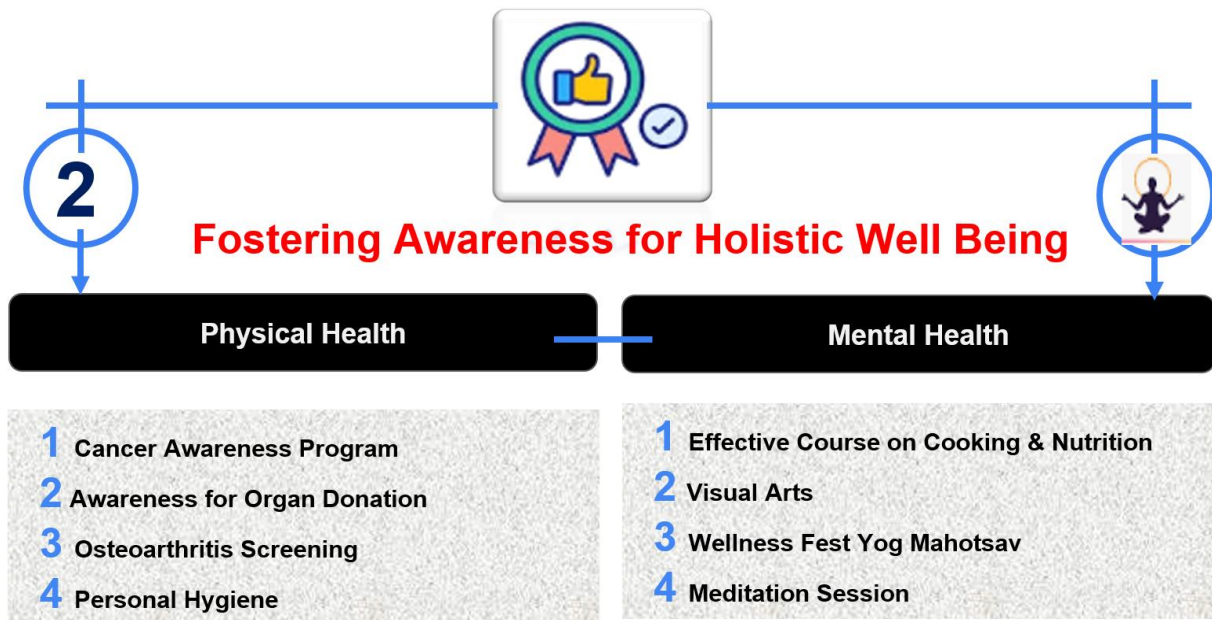 2
Fostering Awareness for Holistic Well Being
Physical Health
1 Cancer Awareness Program
2 Awareness for Organ Donation
3 Osteoarthritis Screening
4 Personal Hygiene
Mental Health
1 Effective Course on Cooking & Nutrition
2 Visual Arts
3 Wellness Fest Yog Mahotsav
4 Meditation Session